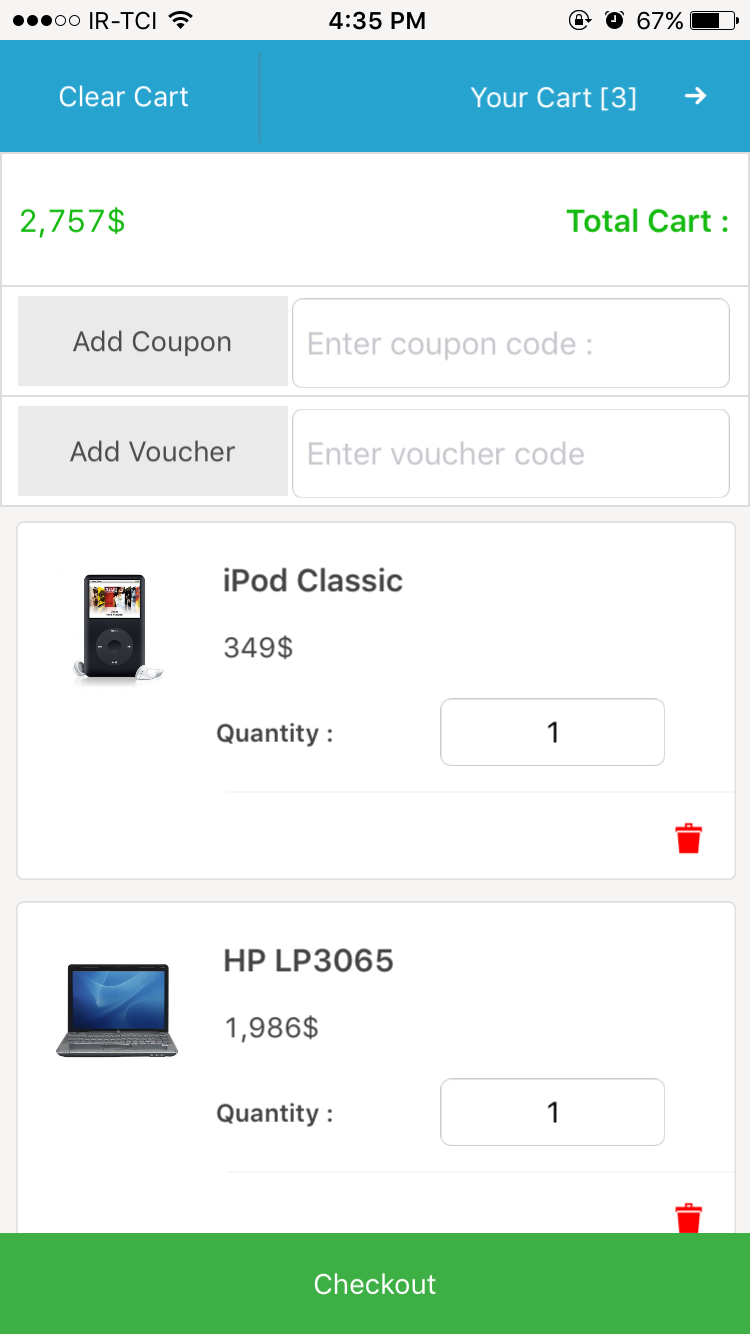 IR-TCI 4:35 PM 67%
Clear Cart Your Cart [3]
2,757$ Total Cart :
Add Coupon Enter coupon code :
Add Voucher Enter voucher code
iPod Classic
349$
Quantity : 1
HP LP3065
1,986$
Quantity : 1
Checkout